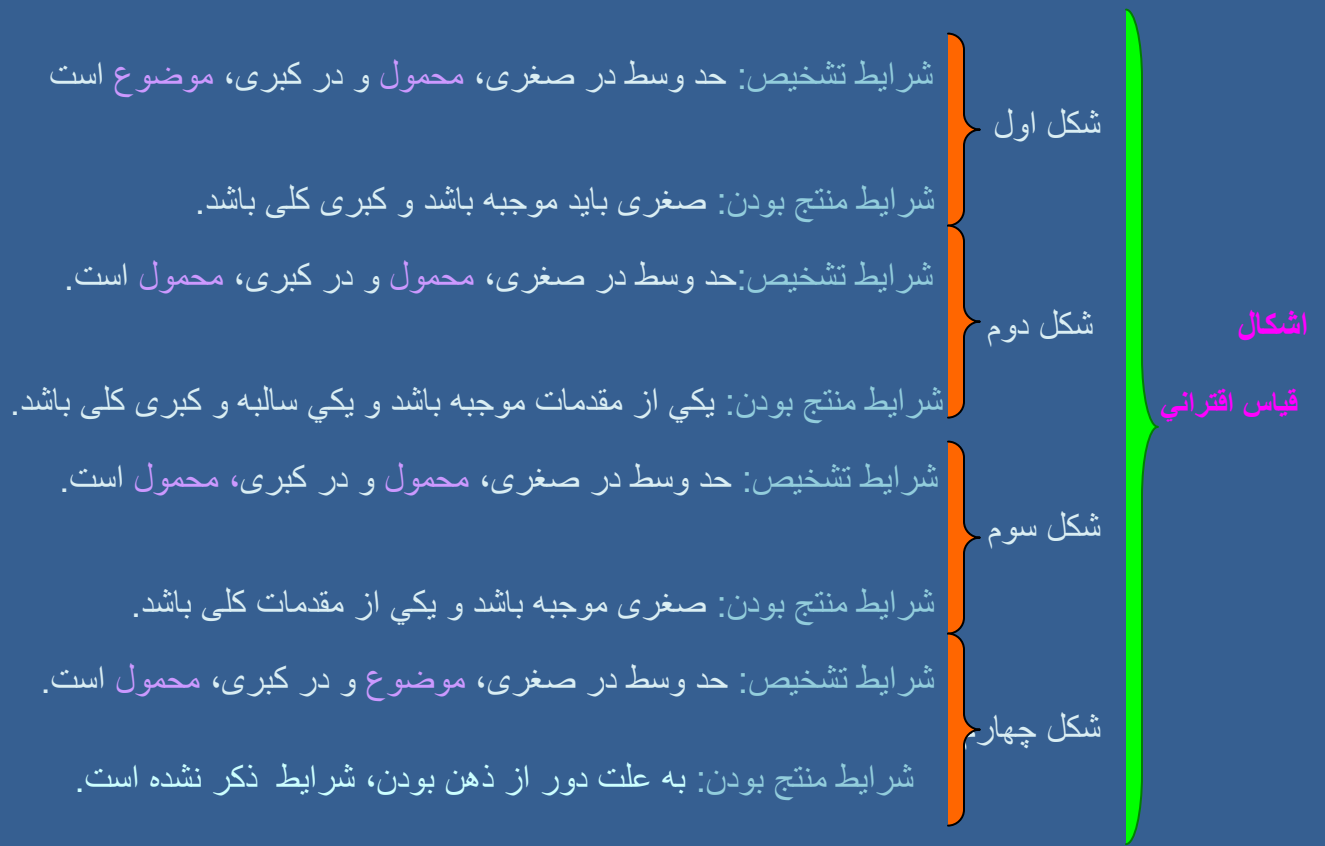 اشكال
قياس اقتراني
شکل اول
شرایط تشخیص: حد وسط در صغری، محمول و در کبری، موضوع است
شرایط منتج بودن: صغری باید موجبه باشد و کبری کلی باشد.
شکل دوم
شرایط تشخیص:حد وسط در صغری، محمول و در کبری، محمول است.
شرایط منتج بودن: يكي از مقدمات موجبه باشد و يكي سالبه و کبری کلی باشد.
شکل سوم
شرایط تشخیص: حد وسط در صغری، محمول و در کبری، محمول است.
شرایط منتج بودن: صغری موجبه باشد و يكي از مقدمات کلی باشد.
شکل چهارم
شرایط تشخیص: حد وسط در صغری، موضوع و در کبری، محمول است.
شرایط منتج بودن: به علت دور از ذهن بودن، شرایط ذکر نشده است.